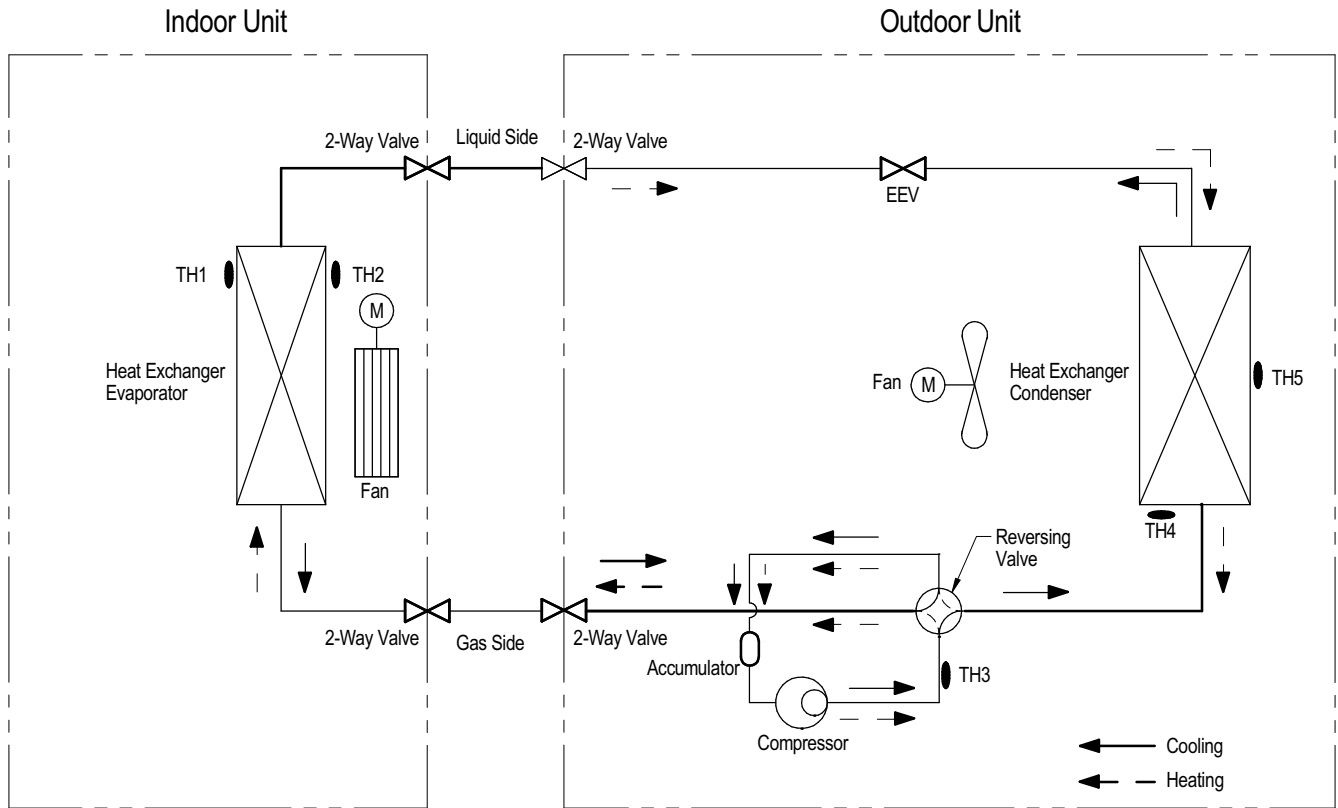 Indoor Unit
Outdoor Unit
2-Way Valve
Liquid Side
2-Way Valve
EEV
TH1
TH2
M
Heat Exchanger
Evaporator
Fan
Fan
M
Heat Exchanger
Condenser
TH5
TH4
Reversing
Valve
2-Way Valve
Gas Side
2-Way Valve
Accumulator
TH3
Compressor
Cooling
Heating